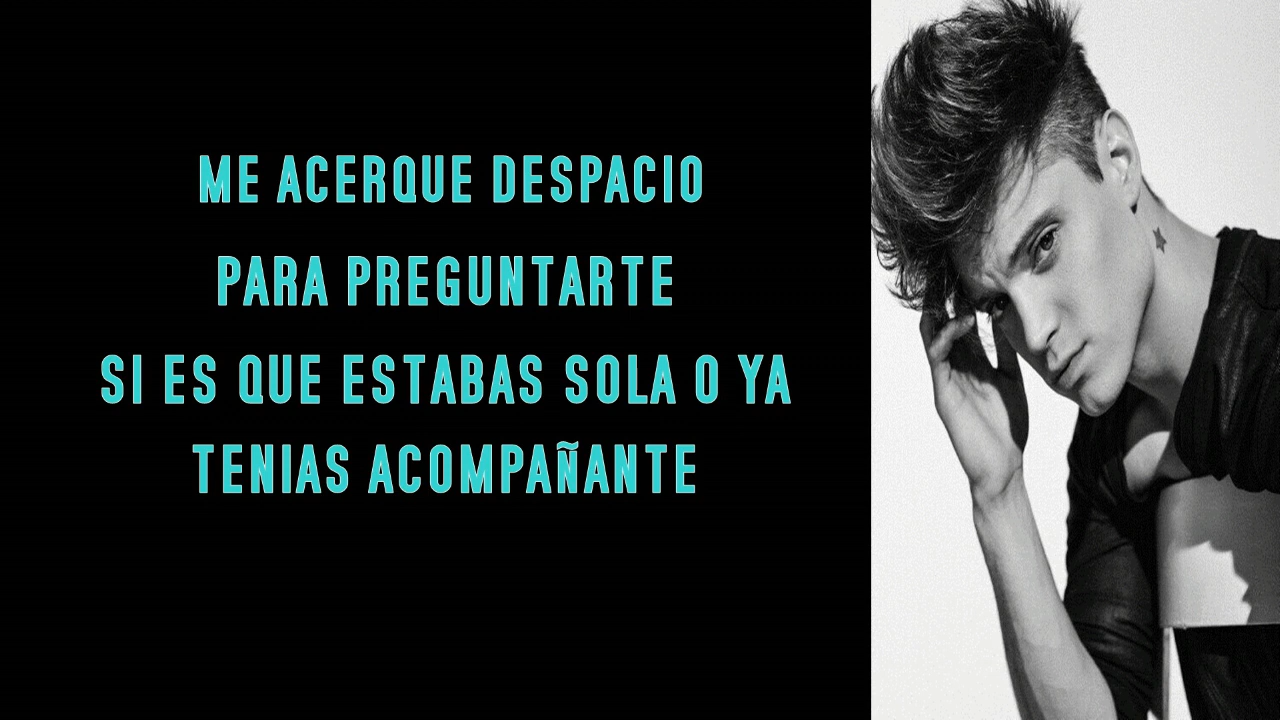 ME ACERQUE DESPACIO
PARA PREGUNTARTE
SI ES QUE ESTABAS SOLA O YA
TENIAS ACOMPAÑANTE